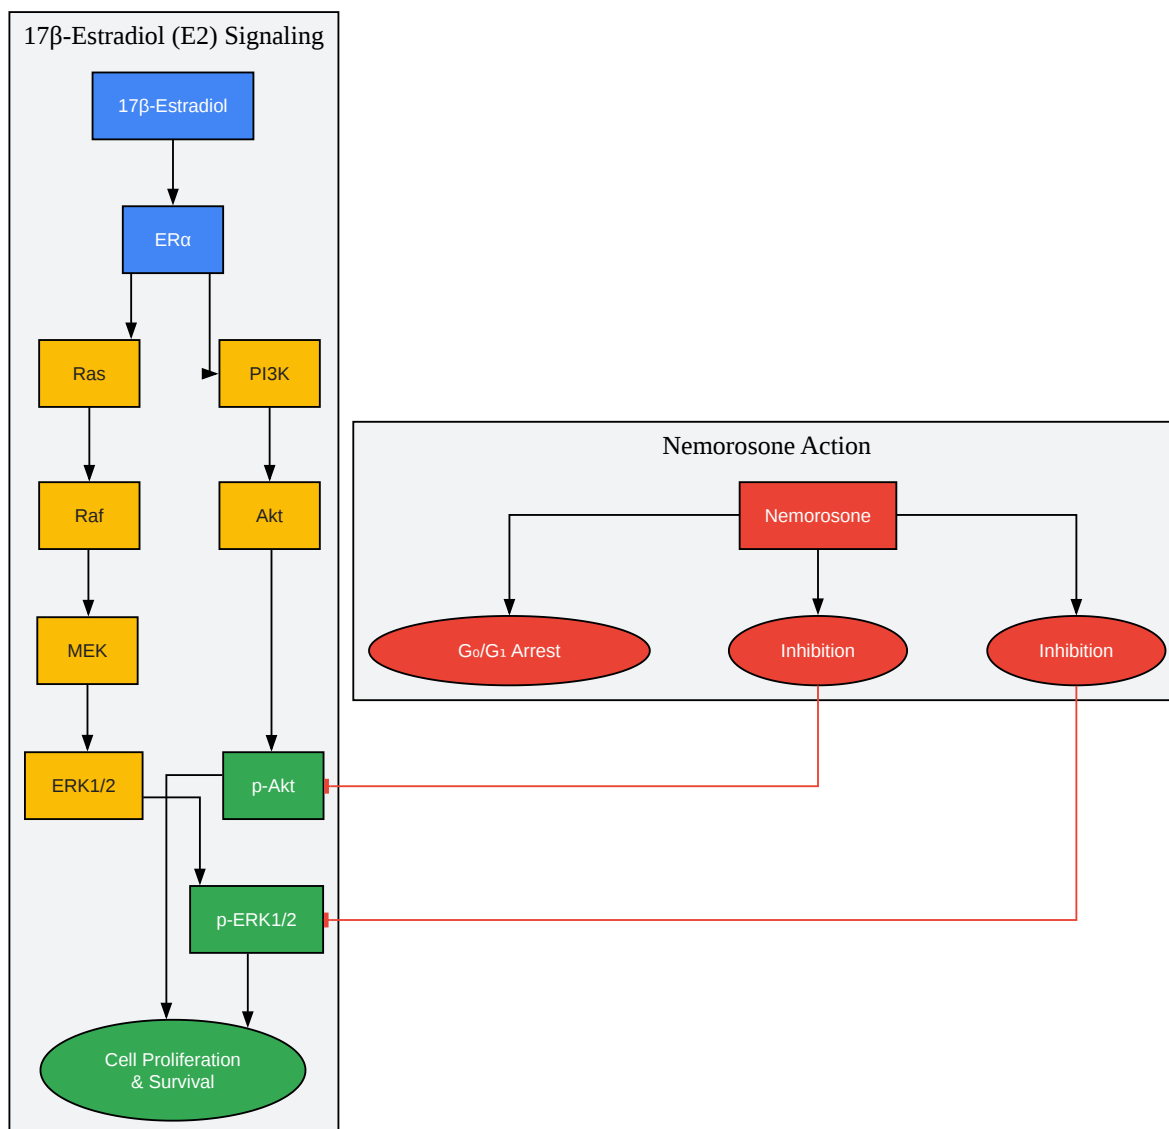 17β-Estradiol (E2) Signaling
17β-Estradiol
ERα
Ras
PI3K
Nemorosone Action
Raf
Akt
Nemorosone
MEK
G₀/G₁ Arrest
Inhibition
Inhibition
ERK1/2
p-Akt
p-ERK1/2
Cell Proliferation
& Survival